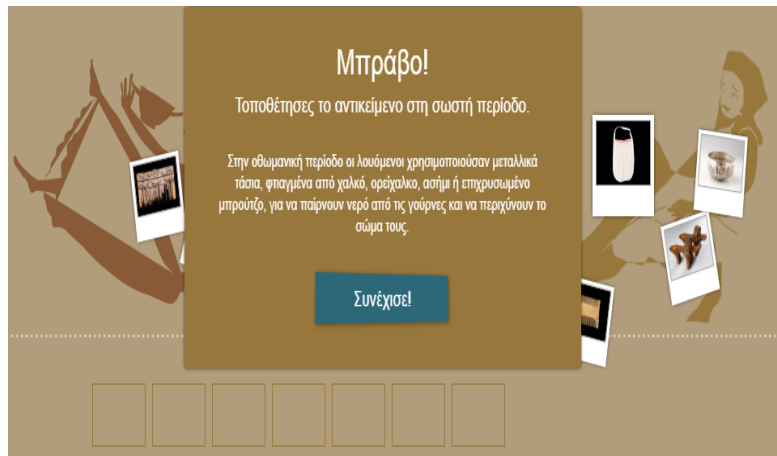 Μπράβο!
Τοποθέτησες το αντικείμενο στη σωστή περίοδο.
Στην οθωμανική περίοδο οι λουόμενοι χρησιμοποιούσαν μεταλλικά
τάσια, φτιαγμένα από χαλκό, ορείχαλκο, ασήμι ή επιχρυσωμένο
μπρούτζο, για να παίρνουν νερό από τις γούρνες και να περιχύνουν το
σώμα τους.
Συνέχισε!